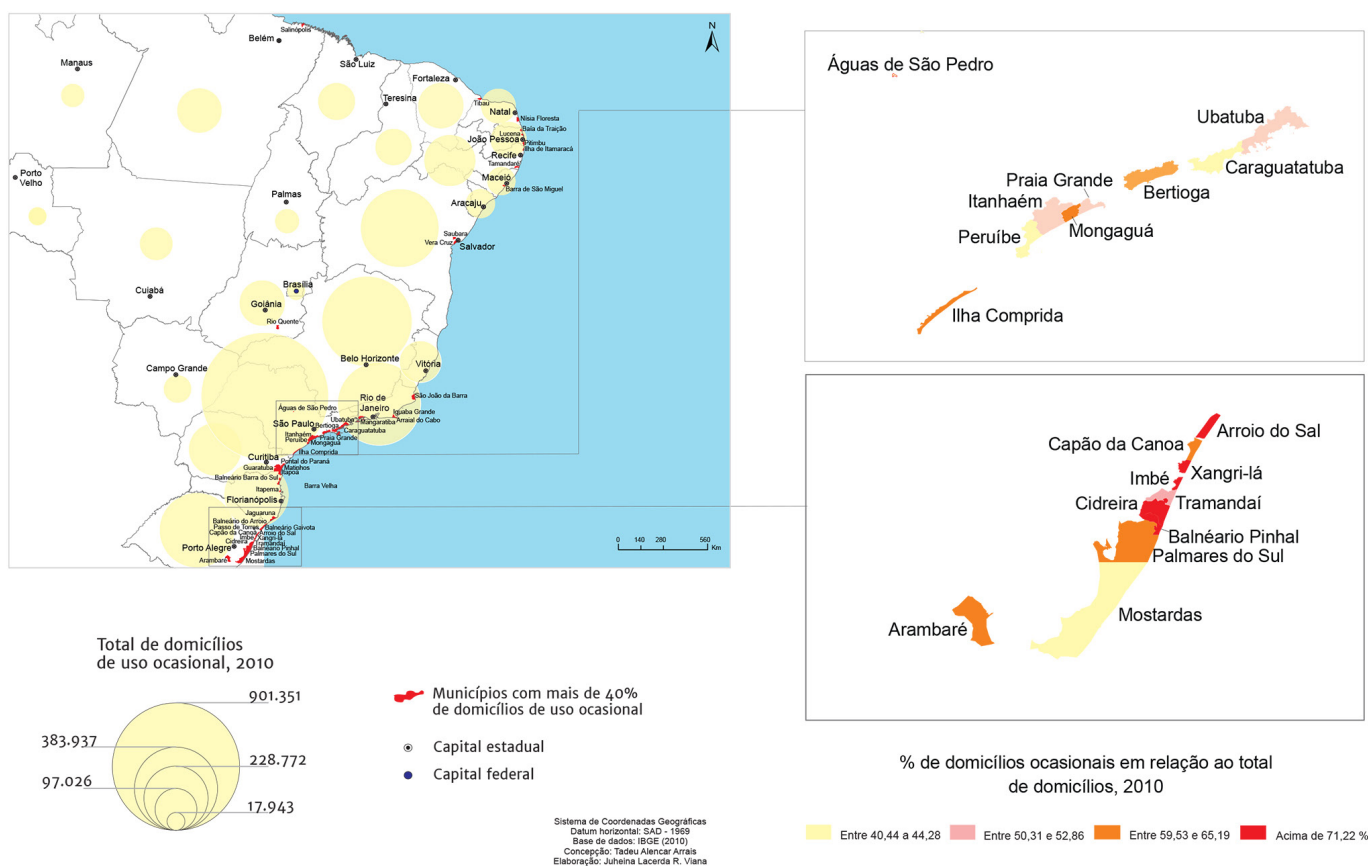 Salinópolis
Belém
Manaus
São Luiz
Fortaleza
Teresina
Tibau
Natal
Nísia Floresta
Baía da Traição
Lucena
João Pessoa
Pitimbu
Ilha de Itamaracá
Recife
Tamandaré
Porto
Velho
Maceió
Barra de São Miguel
Palmas
Aracaju
Saubara
Vera Cruz
Salvador
Cuiabá
Brasília
Goiânia
Rio Quente
Belo Horizonte
Vitória
Campo Grande
São João da Barra
Rio de
Janeiro
Águas de São Pedro
Iguaba Grande
Ubatuba
Mangaratiba
Arraial do Cabo
São Paulo
Bertioga
Caraguatatuba
Itanhaém
Praia Grande
Peruíbe
Mongaguá
Ilha Comprida
Curitiba
Pontal do Paraná
Guaratuba
Matinhos
Itapoá
Balneário Barra do Sul
Barra Velha
Itapema
Florianópolis
Jaguaruna
Balneário do Arroio
Passo de Torres
Balneário Gaivota
Capão da Canoa
Arroio do Sal
Imbé
Xangri-lá
Cidreira
Tramandaí
Porto Alegre
Balneário Pinhal
Palmares do Sul
Arambaré
Mostardas
N
0 140 280 560
Km
Águas de São Pedro
Ubatuba
Caraguatatuba
Bertioga
Praia Grande
Itanhaém
Mongaguá
Peruíbe
Ilha Comprida
Arroio do Sal
Capão da Canoa
Xangri-lá
Imbé
Cidreira
Tramandaí
Balnéario Pinhal
Palmares do Sul
Mostardas
Arambaré
Total de domicílios
de uso ocasional, 2010
901.351
383.937
228.772
97.026
17.943
Municípios com mais de 40%
de domicílios de uso ocasional
Capital estadual
Capital federal
Sistema de Coordenadas Geográficas
Datum horizontal: SAD - 1969
Base de dados: IBGE (2010)
Concepção: Tadeu Alencar Arrais
Elaboração: Juheina Lacerda R. Viana
% de domicílios ocasionais em relação ao total
de domicílios, 2010
Entre 40,44 a 44,28
Entre 50,31 e 52,86
Entre 59,53 e 65,19
Acima de 71,22 %